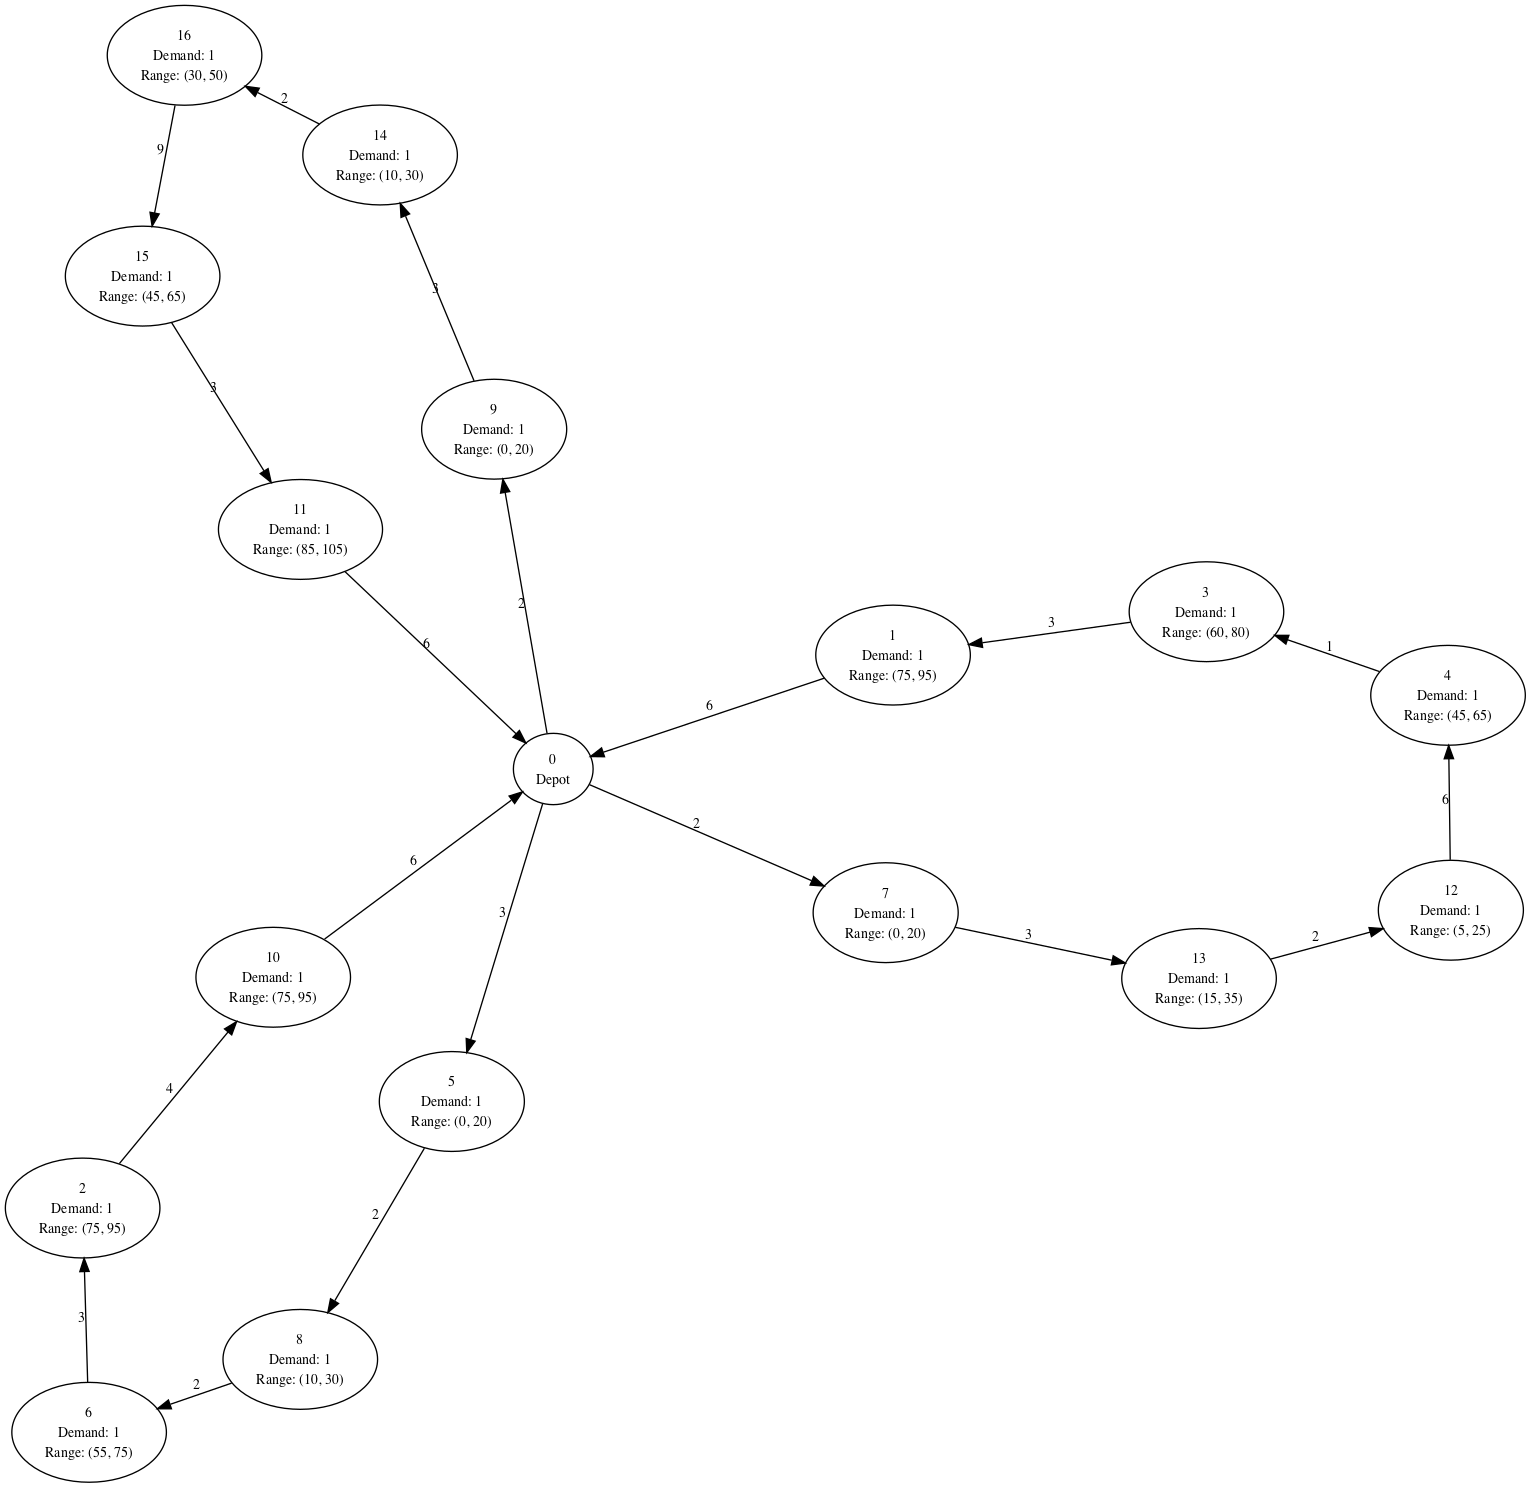 16
Demand: 1
Range: (30, 50)
2
14
Demand: 1
Range: (10, 30)
9
15
Demand: 1
Range: (45, 65)
3
3
9
Demand: 1
Range: (0, 20)
11
Demand: 1
Range: (85, 105)
6
2
1
Demand: 1
Range: (75, 95)
3
3
Demand: 1
Range: (60, 80)
1
4
Demand: 1
Range: (45, 65)
6
0
Depot
6
2
6
3
7
Demand: 1
Range: (0, 20)
3
13
Demand: 1
Range: (15, 35)
2
12
Demand: 1
Range: (5, 25)
6
10
Demand: 1
Range: (75, 95)
4
5
Demand: 1
Range: (0, 20)
2
2
Demand: 1
Range: (75, 95)
3
8
Demand: 1
Range: (10, 30)
2
6
Demand: 1
Range: (55, 75)